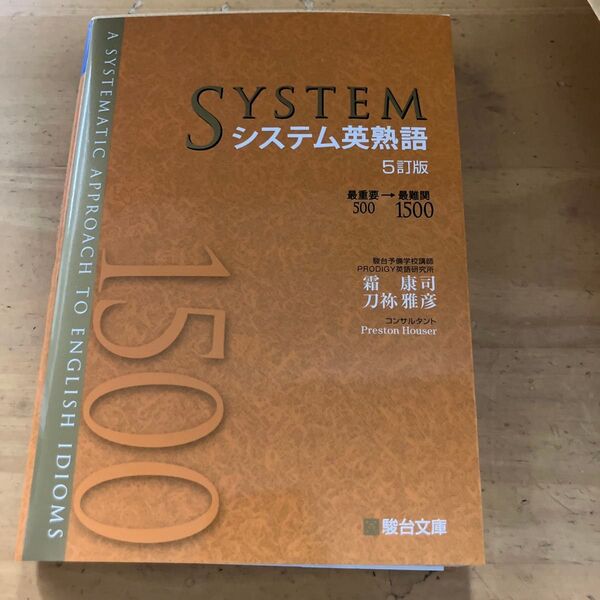 A SYSTEMATIC APPROACH TO ENGLISH IDIOMS
SYSTEM
システム英熟語
5訂版
最重要→最難関
500 1500
1500
駿台予備学校講師
PRODIGY英語研究所
霜 康司
刀祢 雅彦
コンサルタント
Preston Houser
駿台文庫